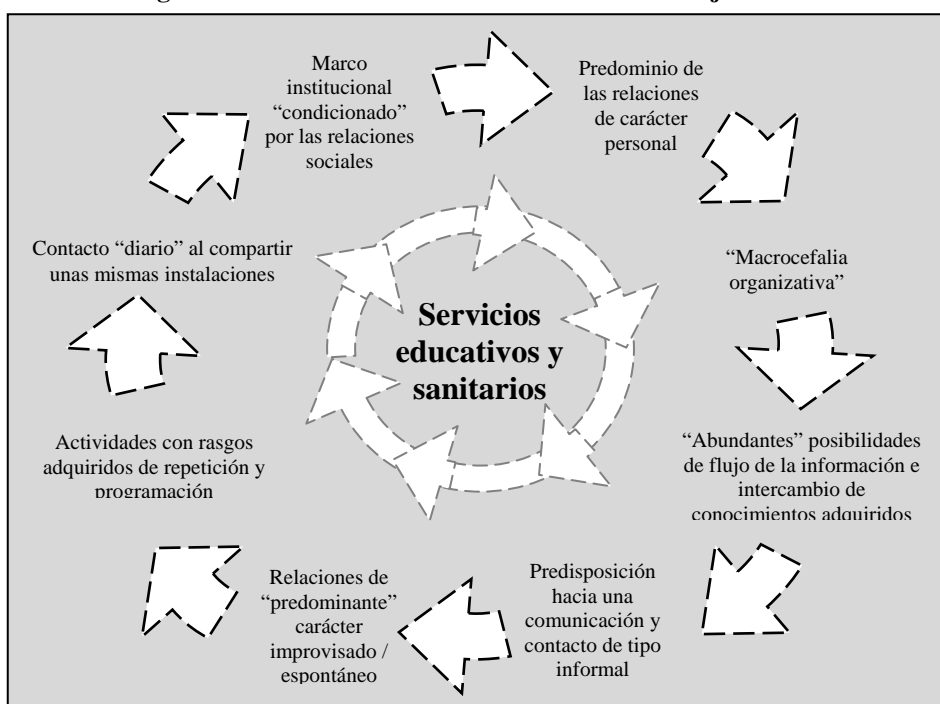 Marco
institucional
“condicionado”
por las relaciones
sociales
Predominio de
las relaciones
de carácter
personal
“Macrocefalia
organizativa”
“Abundantes” posibilidades
de flujo de la información e
intercambio de
conocimientos adquiridos
Predisposición
hacia una
comunicación y
contacto de tipo
informal
Relaciones de
“predominante”
carácter
improvisado /
espontáneo
Actividades con rasgos
adquiridos de repetición y
programación
Contacto “diario” al compartir
unas mismas instalaciones
Servicios
educativos y
sanitarios